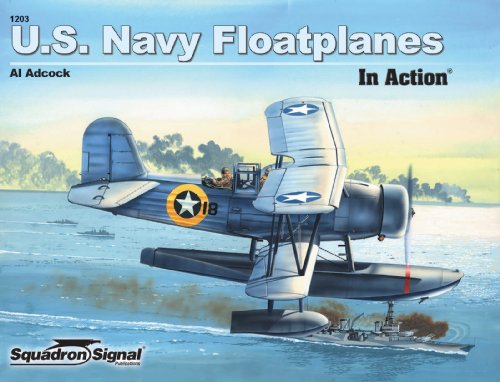 1203
U.S. Navy Floatplanes
Al Adcock
In Action®
18
Squadron Signal
Publications